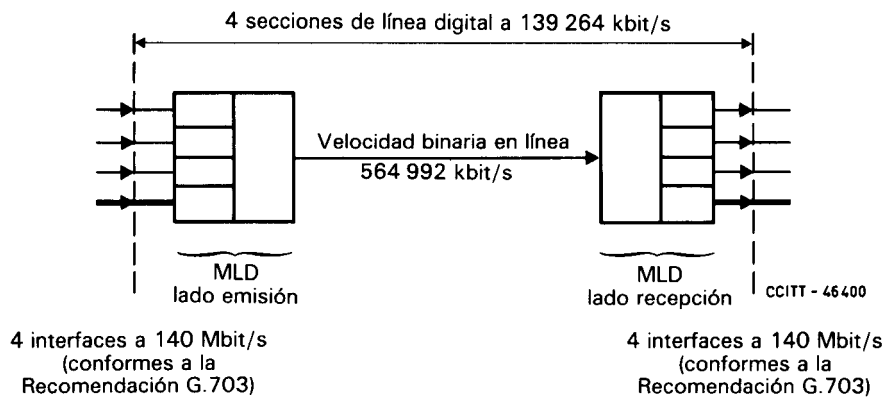 4 secciones de línea digital a 139 264 kbit/s
Velocidad binaria en línea
564 992 kbit/s
MLD
lado emisión
MLD
lado recepción
CCITT - 46400
4 interfaces a 140 Mbit/s
(conformes a la
Recomendación G.703)
4 interfaces a 140 Mbit/s
(conformes a la
Recomendación G.703)